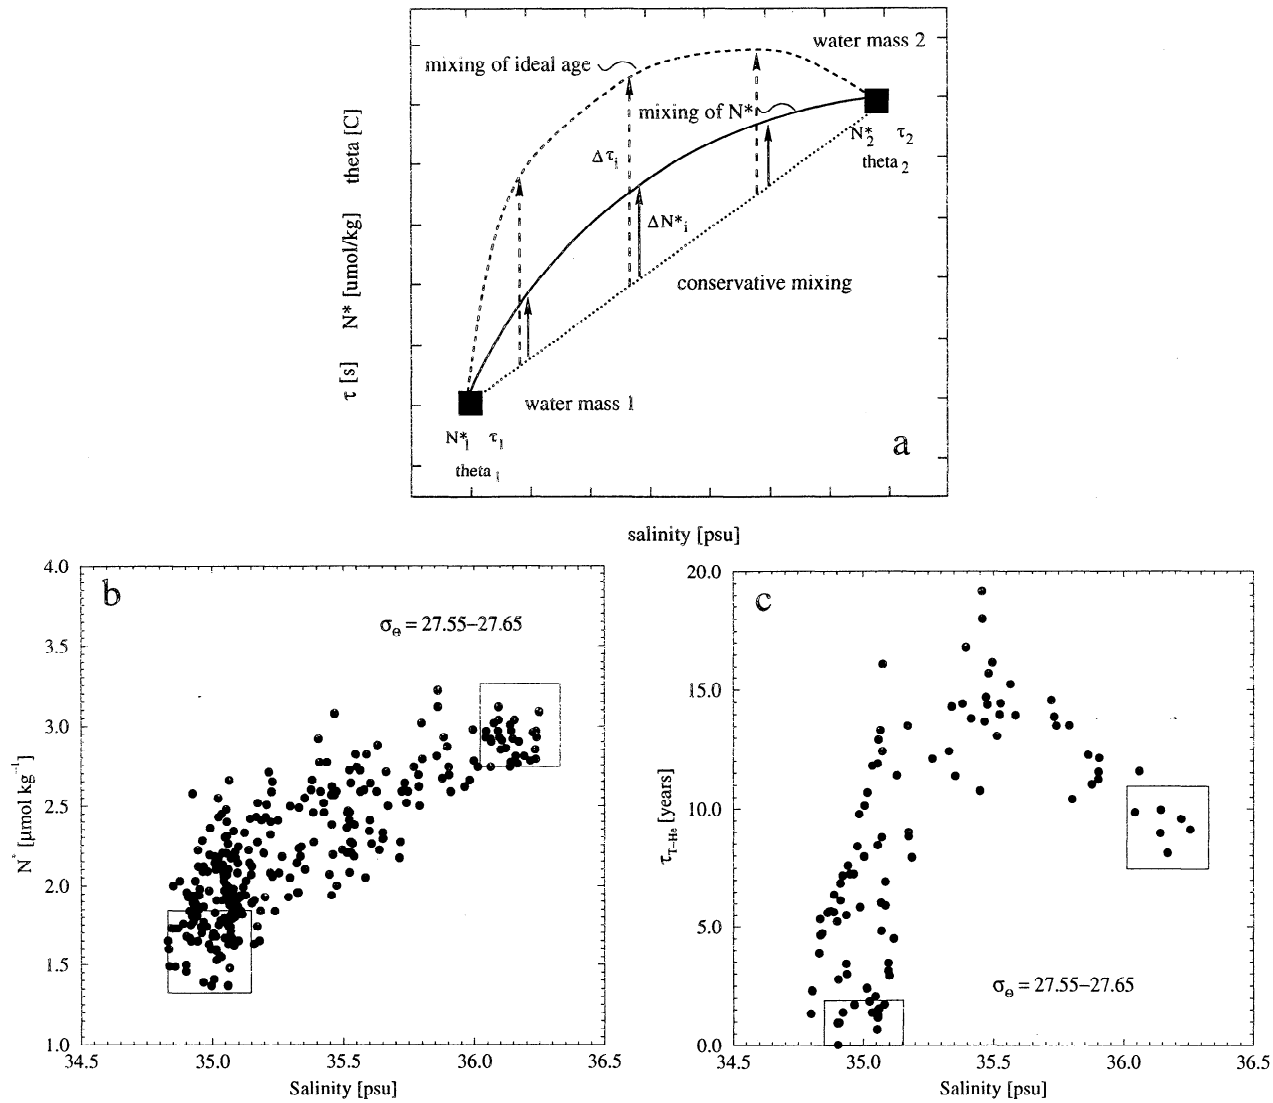 water mass 2
mixing of ideal age
mixing of N*
N*2 τ2
theta2
Δτi
ΔN*i
conservative mixing
water mass 1
N*1 τ1
theta1
a
τ [s] N* [umol/kg] theta [C]
salinity [psu]
b
σΘ = 27.55–27.65
4.0
3.5
3.0
2.5
2.0
1.5
1.0
N* [µmol kg⁻¹]
34.5 35.0 35.5 36.0 36.5
Salinity [psu]
c
20.0
15.0
10.0
5.0
0.0
τT–He [years]
σΘ = 27.55–27.65
34.5 35.0 35.5 36.0 36.5
Salinity [psu]